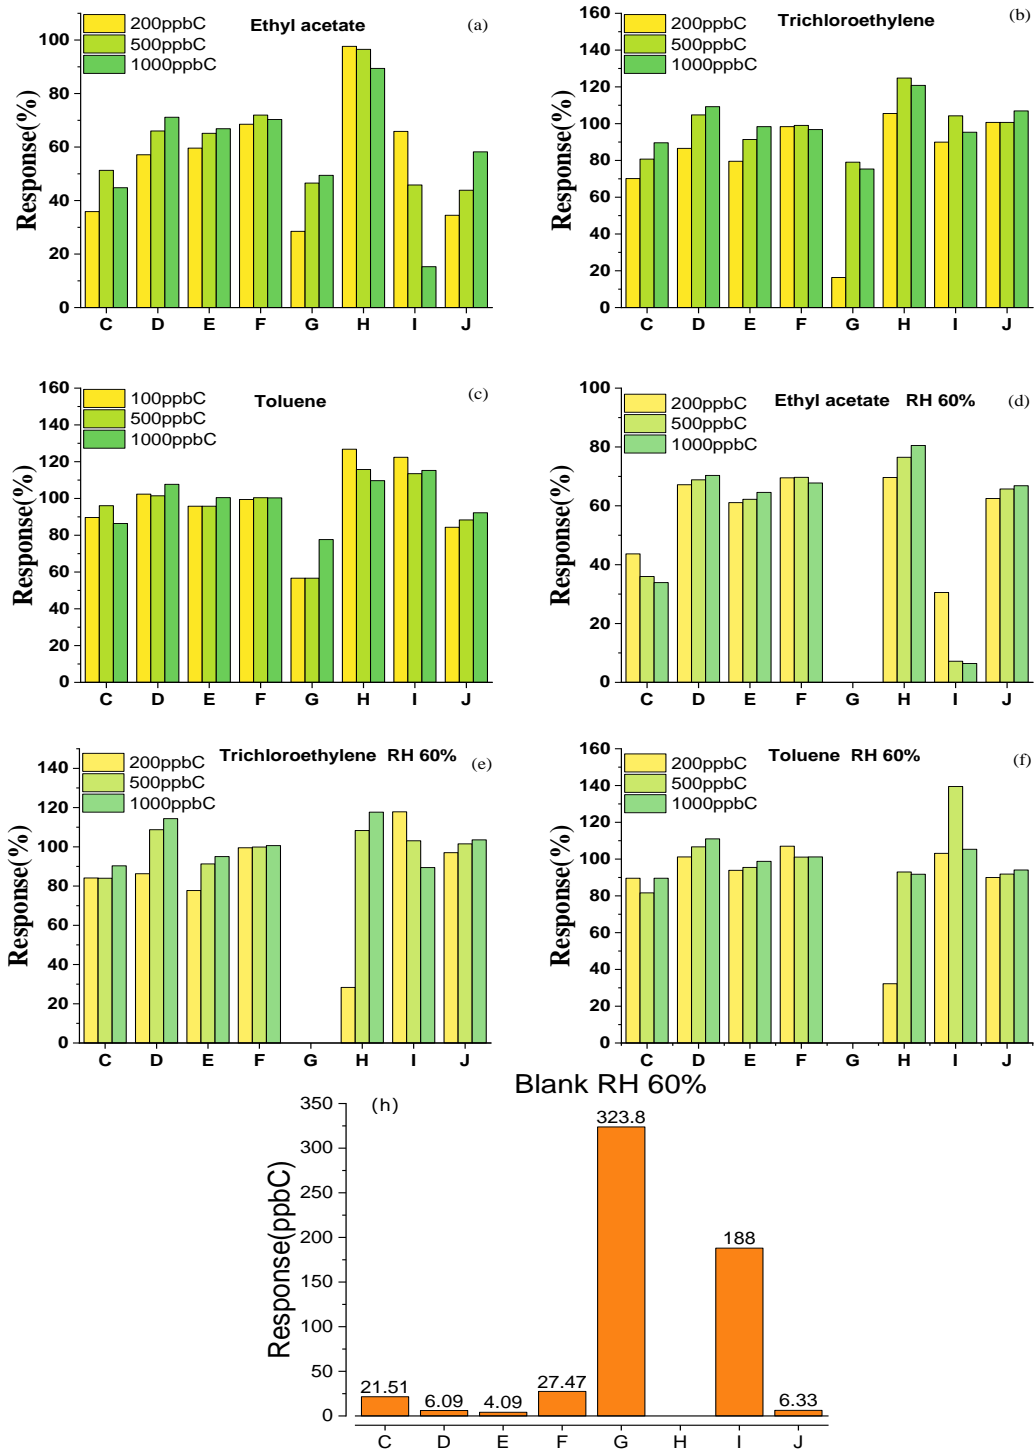 Ethyl acetate
(a)
200ppbC
500ppbC
1000ppbC
Response(%)
100
80
60
40
20
0
C D E F G H I J
Trichloroethylene
(b)
200ppbC
500ppbC
1000ppbC
Response(%)
160
140
120
100
80
60
40
20
0
C D E F G H I J
Toluene
(c)
100ppbC
500ppbC
1000ppbC
Response(%)
160
140
120
100
80
60
40
20
0
C D E F G H I J
Ethyl acetate RH 60%
(d)
200ppbC
500ppbC
1000ppbC
Response(%)
100
80
60
40
20
0
C D E F G H I J
Trichloroethylene RH 60%
(e)
200ppbC
500ppbC
1000ppbC
Response(%)
140
120
100
80
60
40
20
0
C D E F G H I J
Toluene RH 60%
(f)
200ppbC
500ppbC
1000ppbC
Response(%)
160
140
120
100
80
60
40
20
0
C D E F G H I J
Blank RH 60%
(h)
Response(ppbC)
350
300
250
200
150
100
50
0
21.51
6.09
4.09
27.47
323.8
188
6.33
C D E F G H I J